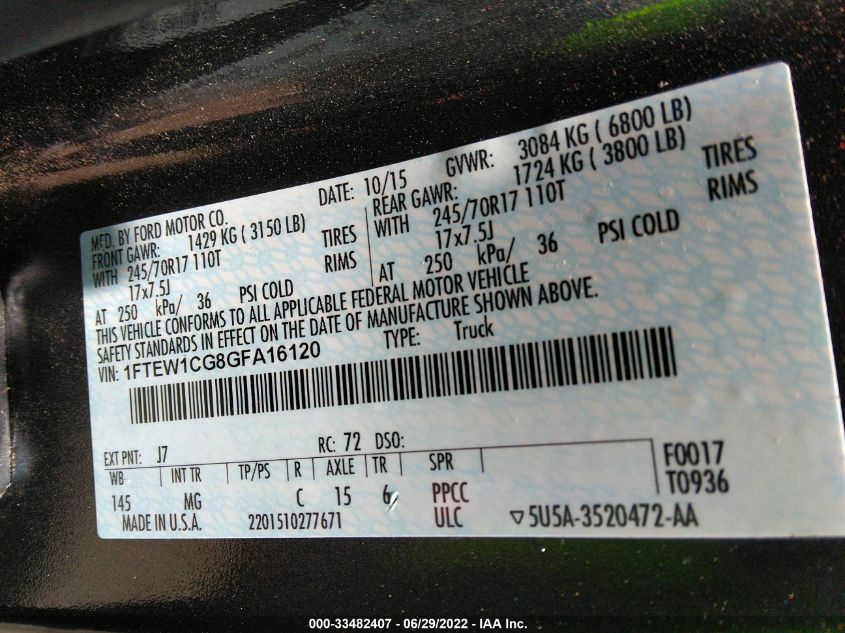 MFD. BY FORD MOTOR CO. DATE: 10/15 GVWR: 3084 KG ( 6800 LB)
FRONT GAWR: 1429 KG ( 3150 LB) REAR GAWR: 1724 KG ( 3800 LB)
WITH 245/70R17 110T TIRES WITH 245/70R17 110T TIRES
17x7.5J RIMS 17x7.5J RIMS
AT 250 kPa/ 36 PSI COLD AT 250 kPa/ 36 PSI COLD
THIS VEHICLE CONFORMS TO ALL APPLICABLE FEDERAL MOTOR VEHICLE
SAFETY STANDARDS IN EFFECT ON THE DATE OF MANUFACTURE SHOWN ABOVE.
VIN: 1FTEW1CG8GFA16120 TYPE: Truck
EXT PNT: J7 RC: 72 DSO:
WB INT TR TP/PS R AXLE TR SPR F0017
145 MG C 15 6 PPCC T0936
MADE IN U.S.A. 2201510277671 ULC ▽5U5A-3520472-AA
000-33482407 - 06/29/2022 - IAA Inc.